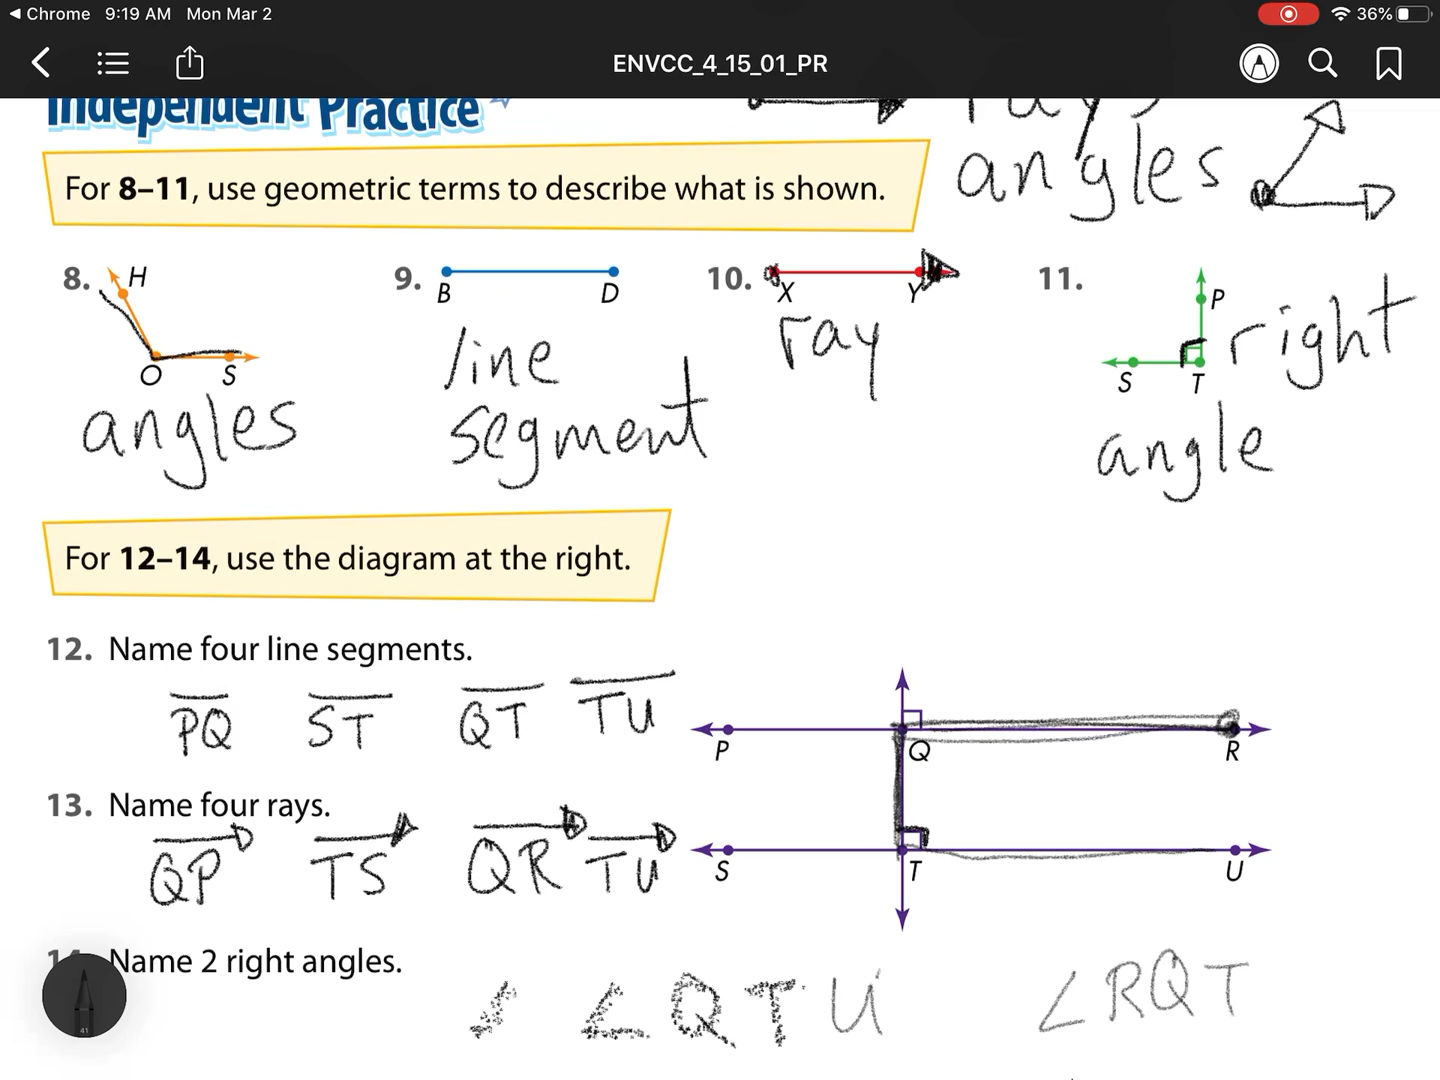 Chrome 9:19 AM Mon Mar 2 36%
ENVCC_4_15_01_PR
Independent Practice
rays
angles
For 8–11, use geometric terms to describe what is shown.
8. H O S
9. B D
10. X Y
11. P S T
angles
line segment
ray
right angle
For 12–14, use the diagram at the right.
12. Name four line segments.
PQ ST QT TU
P Q R
13. Name four rays.
QP TS QR TU
S T U
14. Name 2 right angles.
∠QTU ∠RQT
41